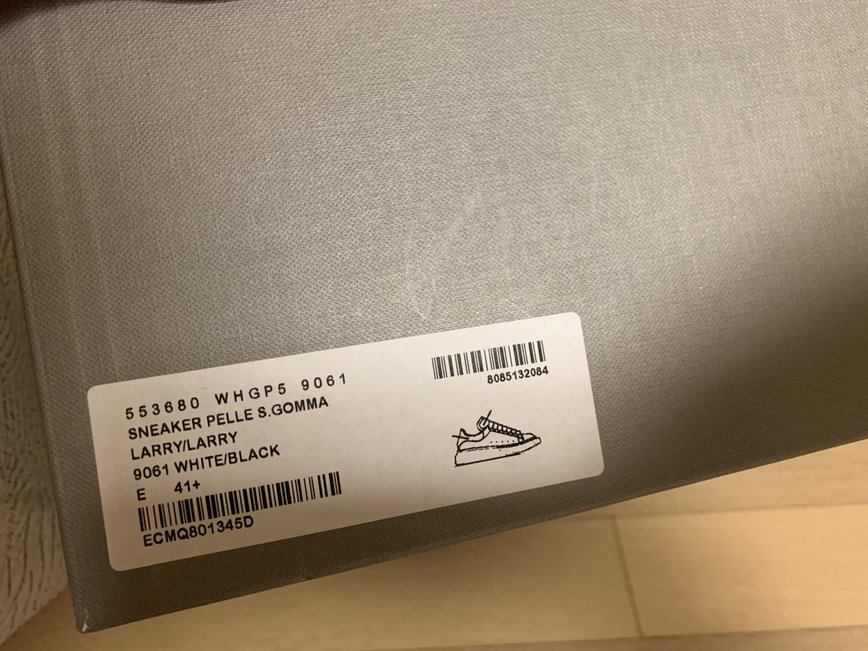 553680 WHGP5 9061
SNEAKER PELLE S.GOMMA
LARRY/LARRY
9061 WHITE/BLACK
E 41+
ECMQ801345D
8085132084